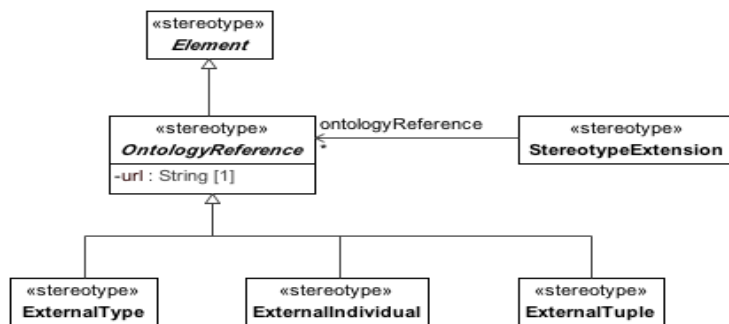 «stereotype»
Element
«stereotype»
OntologyReference
-url : String [1]
ontologyReference
*
«stereotype»
StereotypeExtension
«stereotype»
ExternalType
«stereotype»
ExternalIndividual
«stereotype»
ExternalTuple